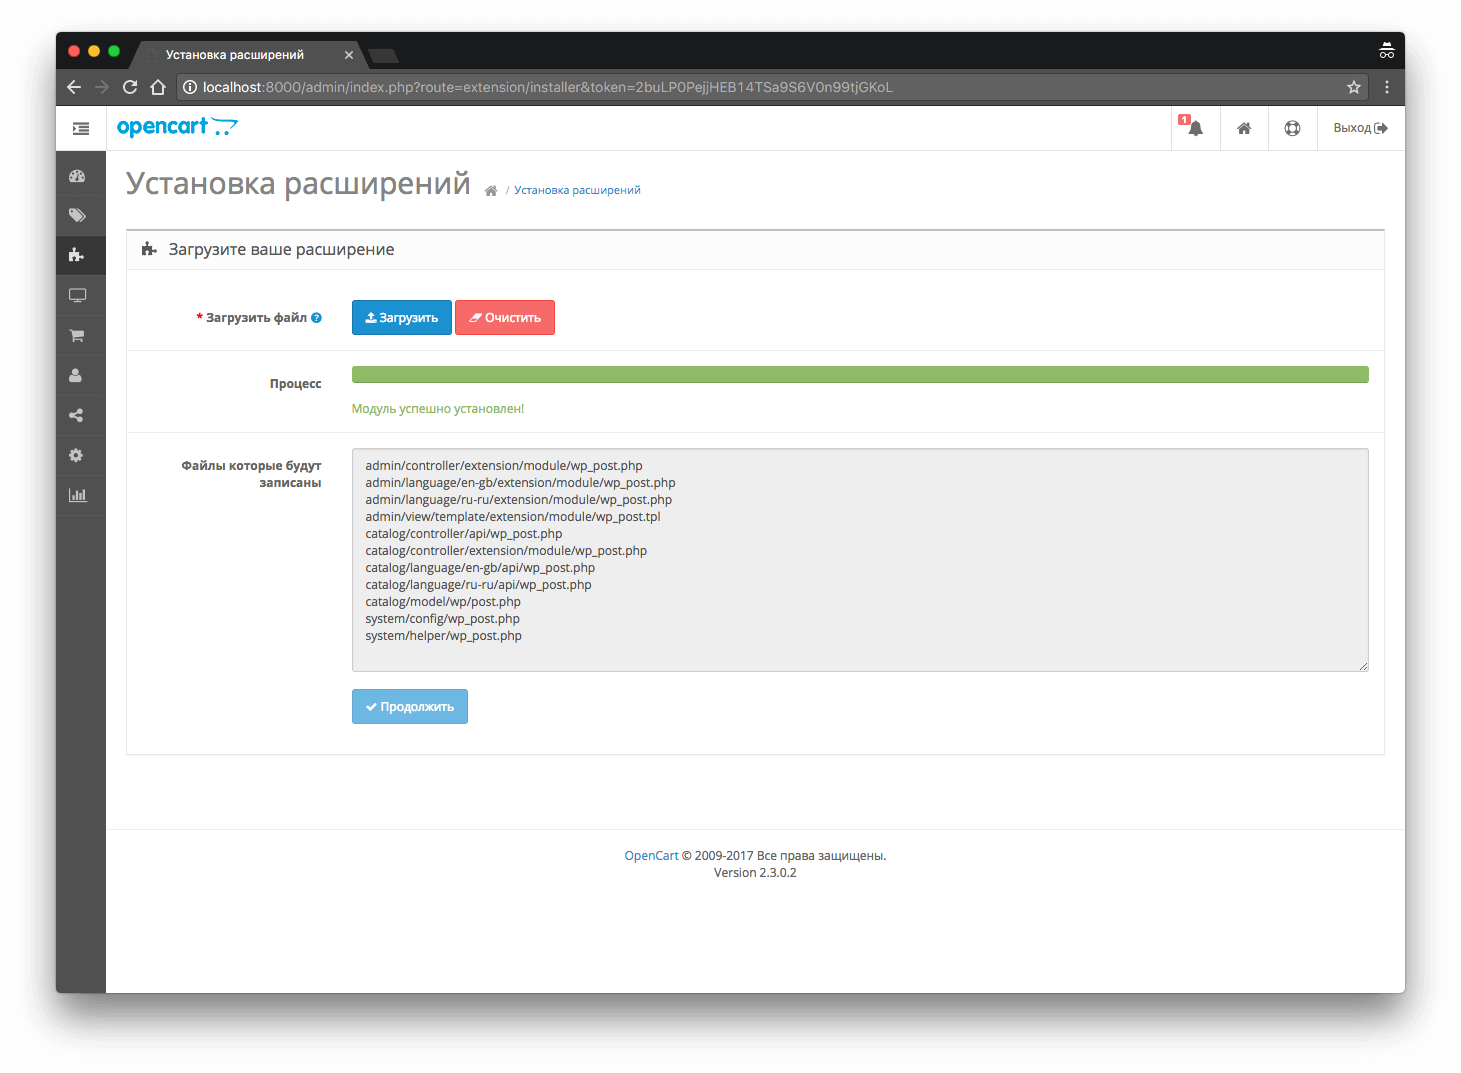 Установка расширений
localhost:8000/admin/index.php?route=extension/installer&token=2buLP0PejjHEB14TSa9S6V0n99tjGKoL
opencart
1
Выход
Установка расширений
/ Установка расширений
Загрузите ваше расширение
* Загрузить файл ?
Загрузить
Очистить
Процесс
Модуль успешно установлен!
Файлы которые будут
записаны
admin/controller/extension/module/wp_post.php
admin/language/en-gb/extension/module/wp_post.php
admin/language/ru-ru/extension/module/wp_post.php
admin/view/template/extension/module/wp_post.tpl
catalog/controller/api/wp_post.php
catalog/controller/extension/module/wp_post.php
catalog/language/en-gb/api/wp_post.php
catalog/language/ru-ru/api/wp_post.php
catalog/model/wp/post.php
system/config/wp_post.php
system/helper/wp_post.php
Продолжить
OpenCart © 2009-2017 Все права защищены.
Version 2.3.0.2